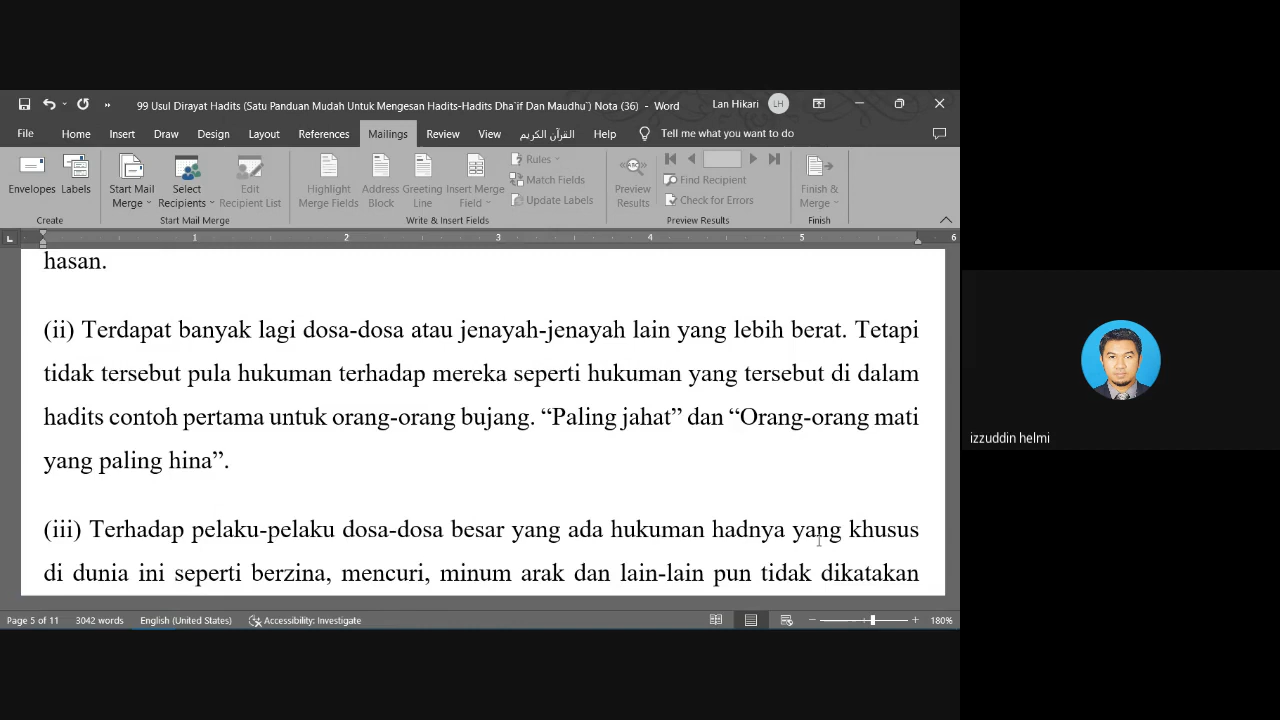 99 Usul Dirayat Hadits (Satu Panduan Mudah Untuk Mengesan Hadits-Hadits Dha`if Dan Maudhu`) Nota (36) - Word
Lan Hikari
LH
File Home Insert Draw Design Layout References Mailings Review View القرآن الكريم Help Tell me what you want to do
Envelopes Labels Start Mail Merge Select Recipients Edit Recipient List Highlight Merge Fields Address Block Greeting Line Insert Merge Field Rules Match Fields Update Labels Preview Results Find Recipient Check for Errors Finish & Merge
Create Start Mail Merge Write & Insert Fields Preview Results Finish
1 2 3 4 5 6
hasan.
(ii) Terdapat banyak lagi dosa-dosa atau jenayah-jenayah lain yang lebih berat. Tetapi
tidak tersebut pula hukuman terhadap mereka seperti hukuman yang tersebut di dalam
hadits contoh pertama untuk orang-orang bujang. “Paling jahat” dan “Orang-orang mati
yang paling hina”.
(iii) Terhadap pelaku-pelaku dosa-dosa besar yang ada hukuman hadnya yang khusus
di dunia ini seperti berzina, mencuri, minum arak dan lain-lain pun tidak dikatakan
Page 5 of 11 3042 words English (United States) Accessibility: Investigate 180%
izzuddin helmi